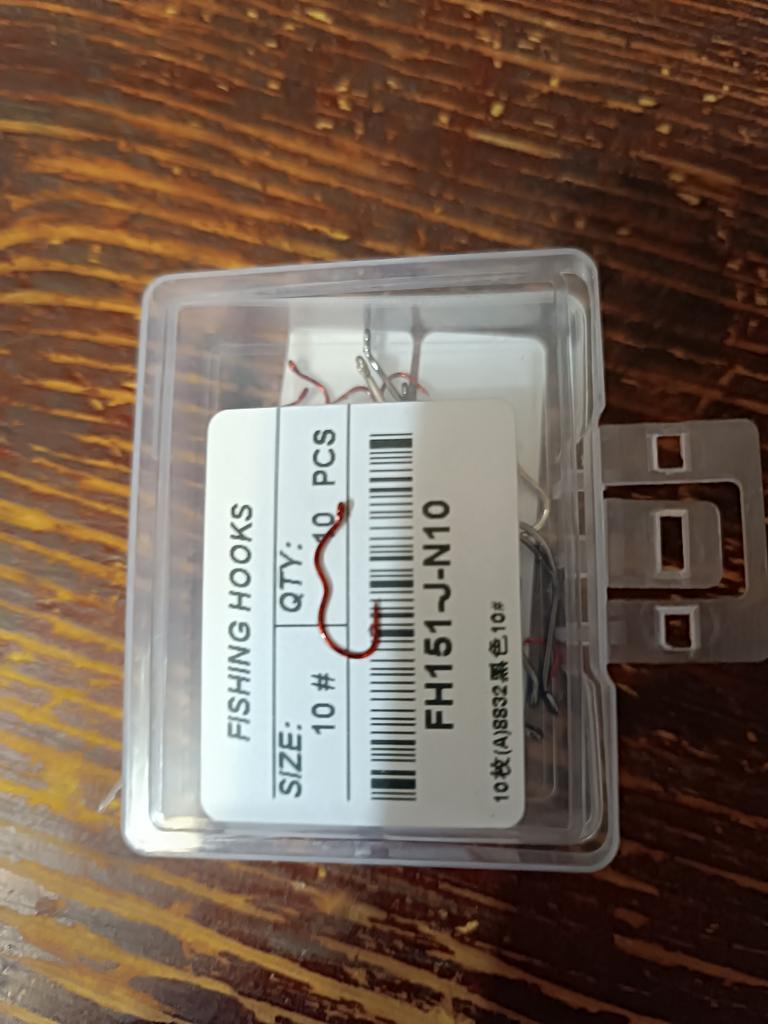 FISHING HOOKS
SIZE: QTY:
10 # 10 PCS
FH151-J-N10
10枚(A)8832黑色10#